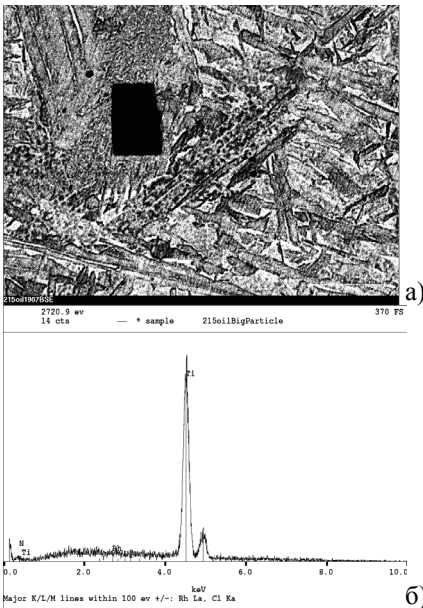 215oil1907BSE
а)
2720.9 ev 370 FS
14 cts — * sample 215oilBigParticle
Ti
N
Ti
Rh
0.0 2.0 4.0 6.0 8.0 10.0
keV
Major K/L/M lines within 100 ev +/-: Rh La, Cl Ka
б)